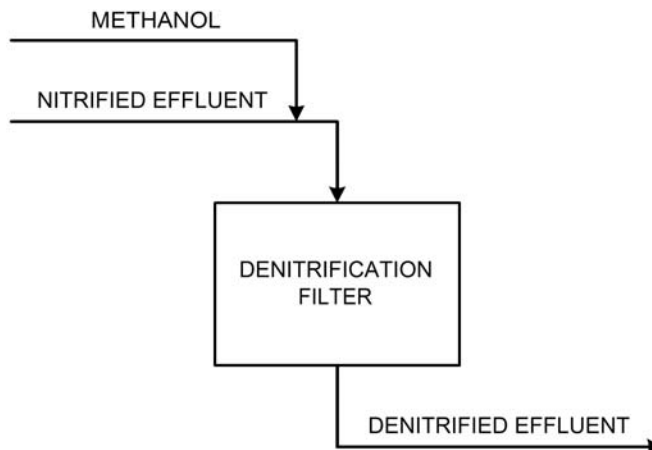 METHANOL
NITRIFIED EFFLUENT
DENITRIFICATION
FILTER
DENITRIFIED EFFLUENT